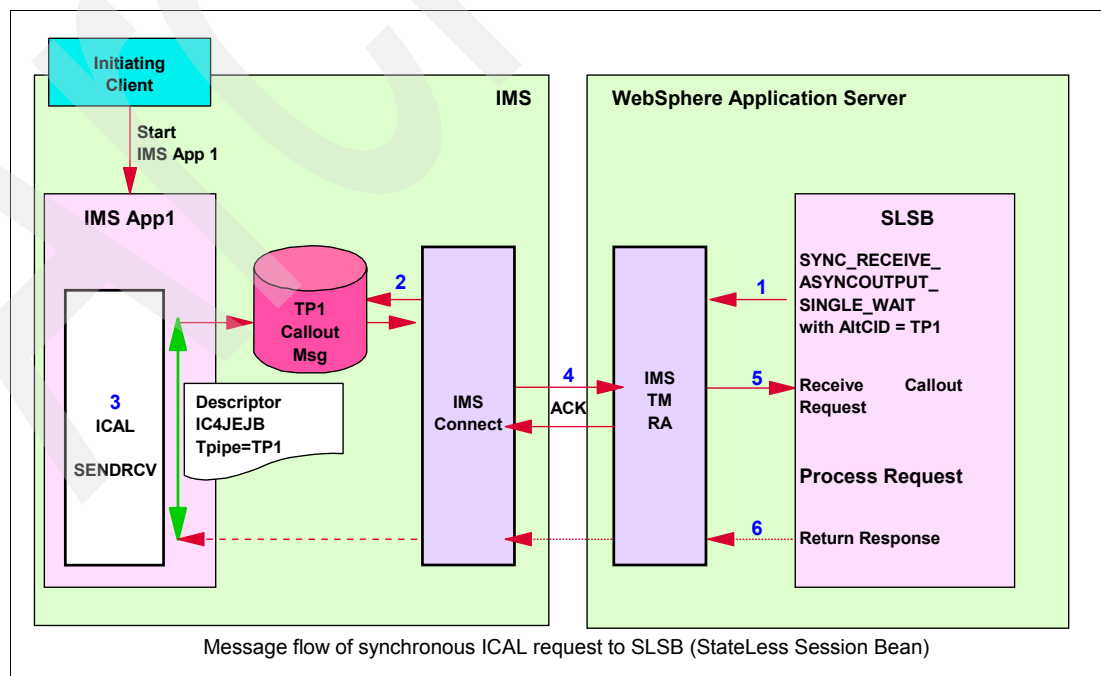 Initiating
Client
IMS
WebSphere Application Server
Start
IMS App 1
IMS App1
SLSB
SYNC_RECEIVE_
ASYNCOUTPUT_
SINGLE_WAIT
with AltCID = TP1
2
1
TP1
Callout
Msg
3
ICAL
SENDRCV
Descriptor
IC4JEJB
Tpipe=TP1
IMS
Connect
4
ACK
IMS
TM
RA
5
Receive Callout
Request
Process Request
6
Return Response
Message flow of synchronous ICAL request to SLSB (StateLess Session Bean)